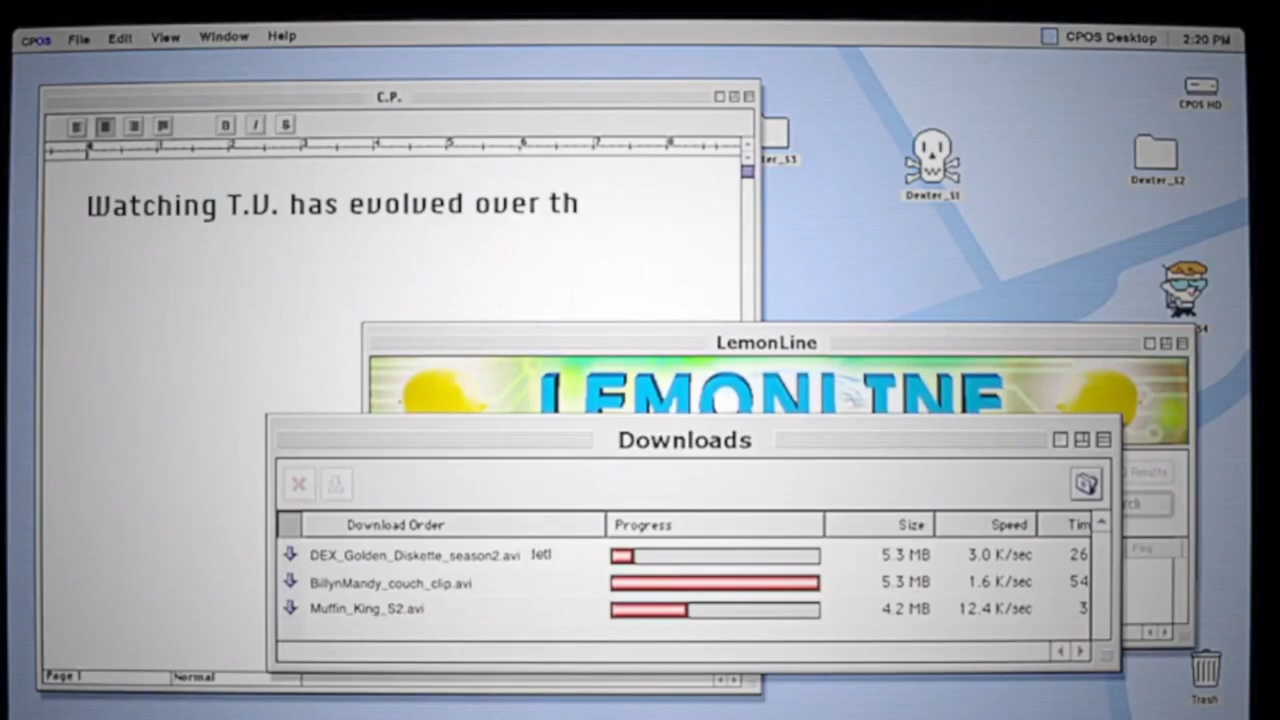 CPOS File Edit View Window Help CPOS Desktop 2:20 PM
C.P.
CPOS HD
B I S
Dexter_S1
Dexter_S2
Watching T.V. has evolved over th
LemonLine
LEMONLINE
Downloads
Download Order Progress Size Speed Tim
DEX_Golden_Diskette_season2.avi 5.3 MB 3.0 K/sec 26
BillynMandy_couch_clip.avi 5.3 MB 1.6 K/sec 54
Muffin_King_S2.avi 4.2 MB 12.4 K/sec 3
Page 1 Normal
Trash